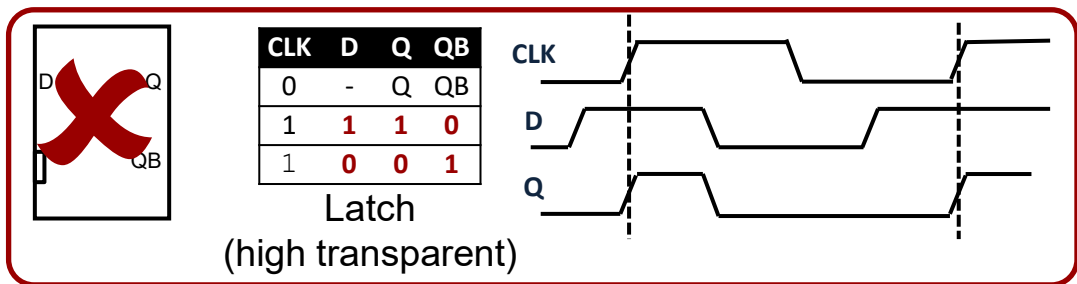 D Q
QB
CLK D Q QB
0 - Q QB
1 1 1 0
1 0 0 1
Latch
(high transparent)
CLK
D
Q